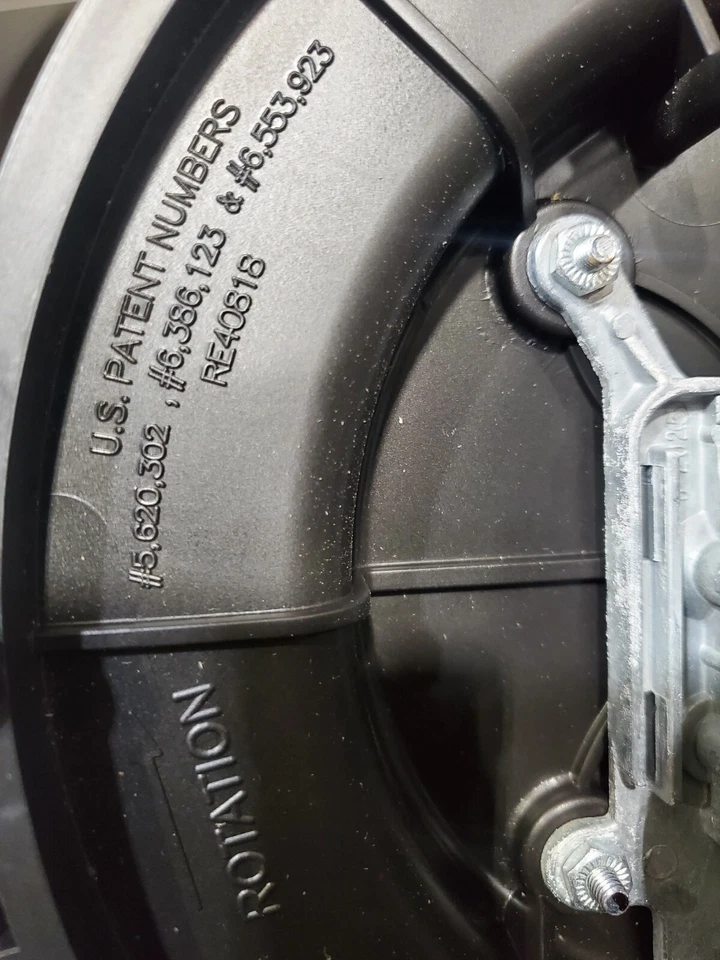 U.S. PATENT NUMBERS
#5,620,302 , #6,386,123 & #6,553,923
RE40818
ROTATION